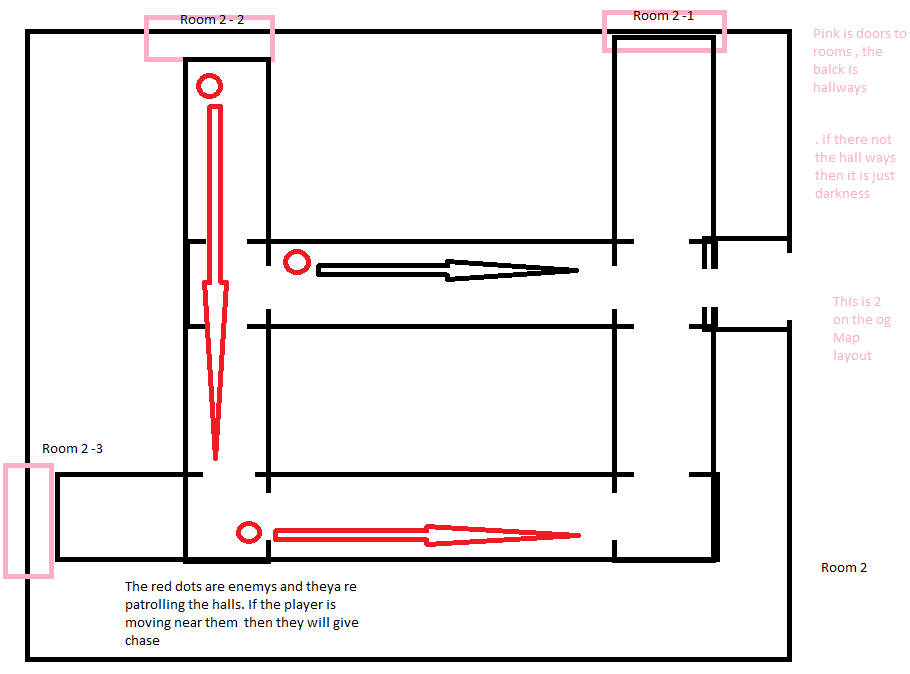 Room 2 - 2
Room 2 -1
Pink is doors to
rooms , the
balck is
hallways
. if there not
the hall ways
then it is just
darkness
This is 2
on the og
Map
layout
Room 2 -3
Room 2
The red dots are enemys and theya re
patrolling the halls. If the player is
moving near them  then they will give
chase